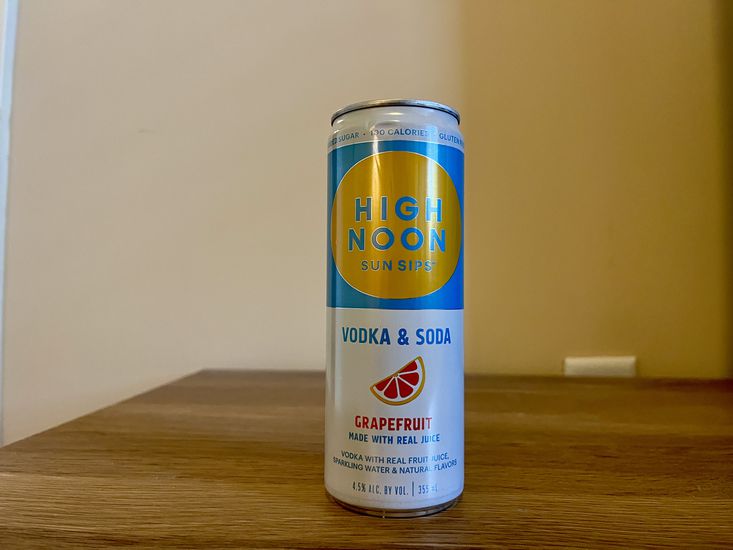 SUGAR • 100 CALORIES • GLUTEN
HIGH
NOON
SUN SIPS™
VODKA & SODA
GRAPEFRUIT
MADE WITH REAL JUICE
VODKA WITH REAL FRUIT JUICE,
SPARKLING WATER & NATURAL FLAVORS
4.5% ALC. BY VOL. | 355 mL